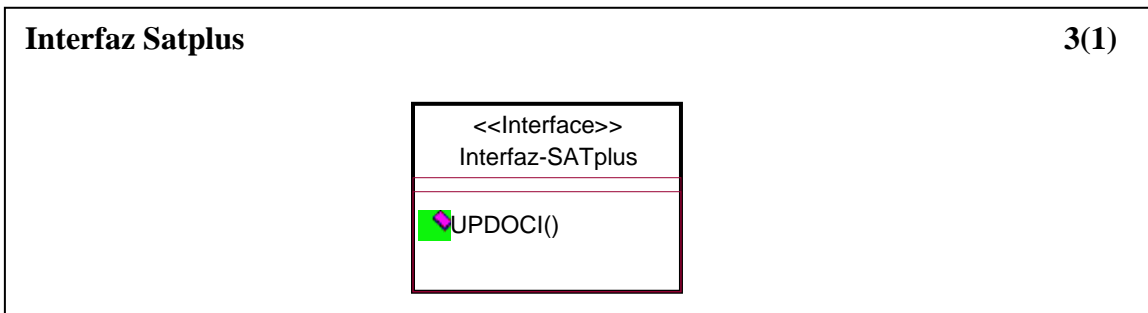 Interfaz Satplus 3(1)
<<Interface>>
Interfaz-SATplus
UPDOCI()